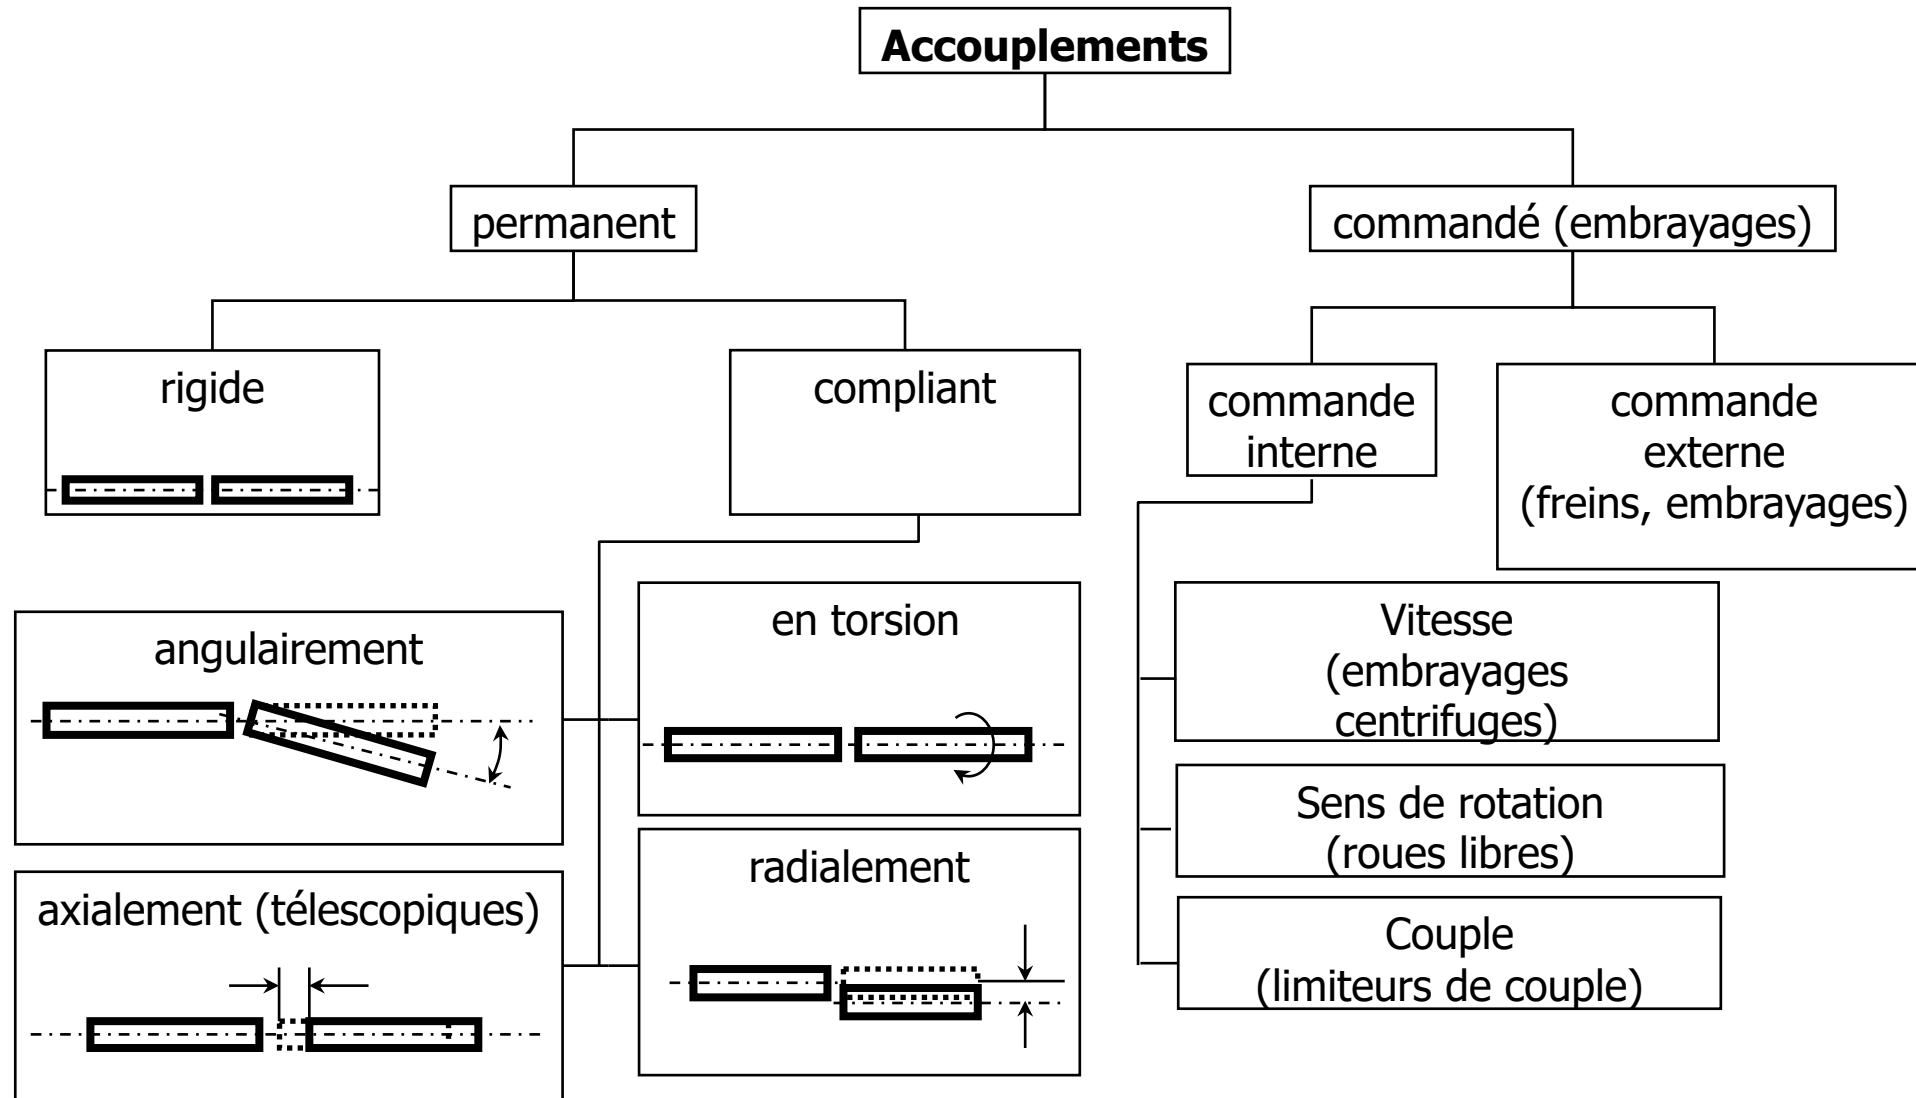 Accouplements
permanent
commandé (embrayages)
rigide
compliant
commande
interne
commande
externe
(freins, embrayages)
angulairement
en torsion
axialement (télescopiques)
radialement
Vitesse
(embrayages
centrifuges)
Sens de rotation
(roues libres)
Couple
(limiteurs de couple)